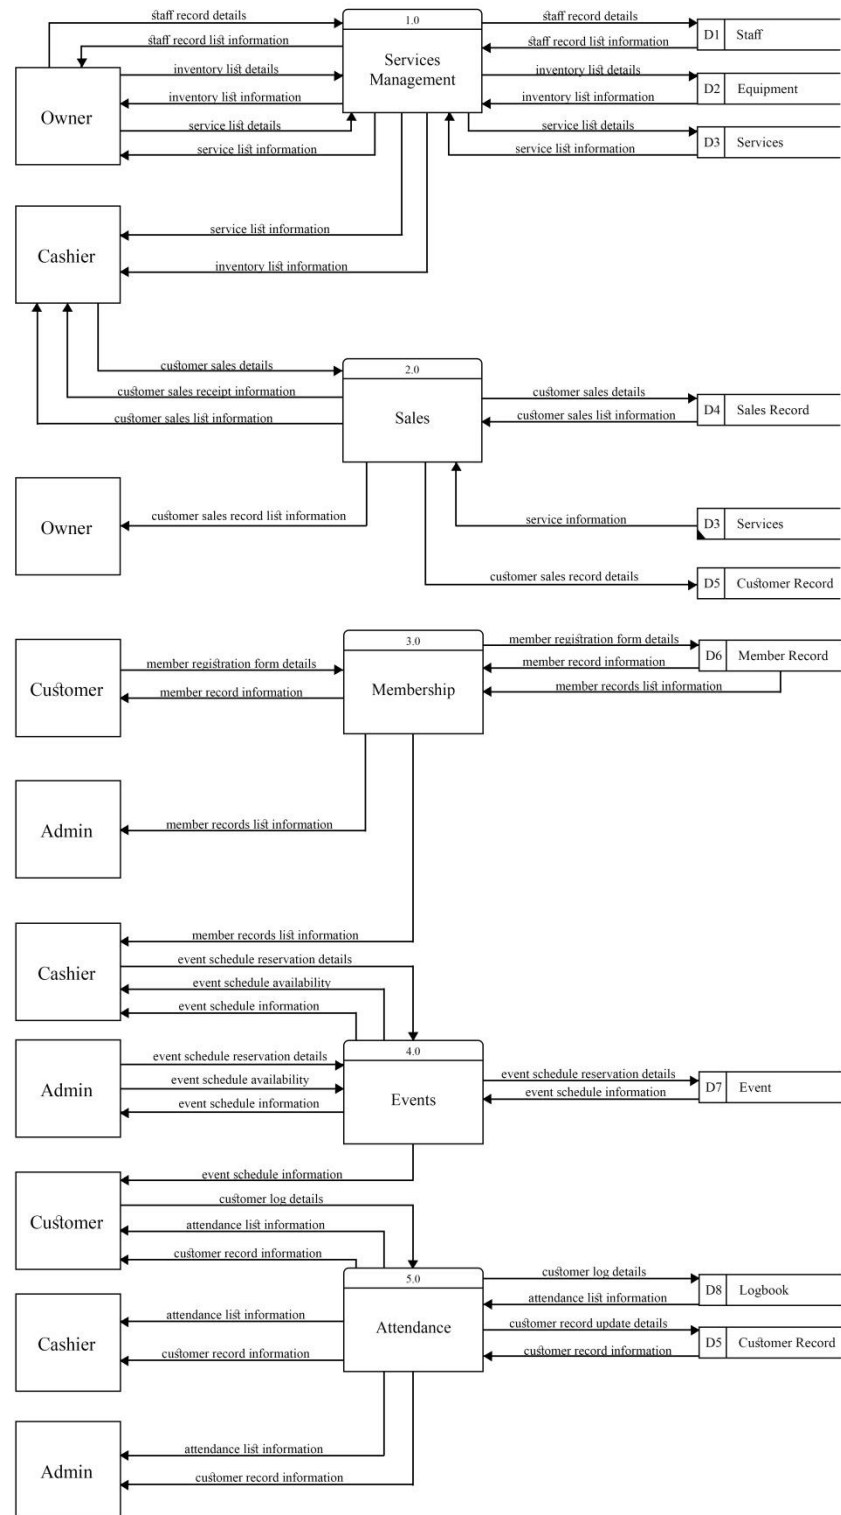 staff record details
1.0
staff record details
D1 Staff
staff record list information
staff record list information
Services
Management
inventory list details
inventory list details
Owner
inventory list information
inventory list information
D2 Equipment
service list details
service list details
D3 Services
service list information
service list information
service list information
Cashier
inventory list information
customer sales details
2.0
customer sales receipt information
customer sales details
D4 Sales Record
customer sales list information
Sales
customer sales list information
Owner
customer sales record list information
service information
D3 Services
customer sales record details
D5 Customer Record
3.0
member registration form details
Customer
member registration form details
Membership
member record information
D6 Member Record
member record information
member records list information
Admin
member records list information
member records list information
Cashier
event schedule reservation details
event schedule availability
event schedule information
4.0
Admin
event schedule reservation details
event schedule availability
Events
event schedule reservation details
D7 Event
event schedule information
event schedule information
event schedule information
Customer
customer log details
attendance list information
customer record information
5.0
customer log details
D8 Logbook
Attendance
attendance list information
Cashier
attendance list information
customer record update details
D5 Customer Record
customer record information
customer record information
Admin
attendance list information
customer record information